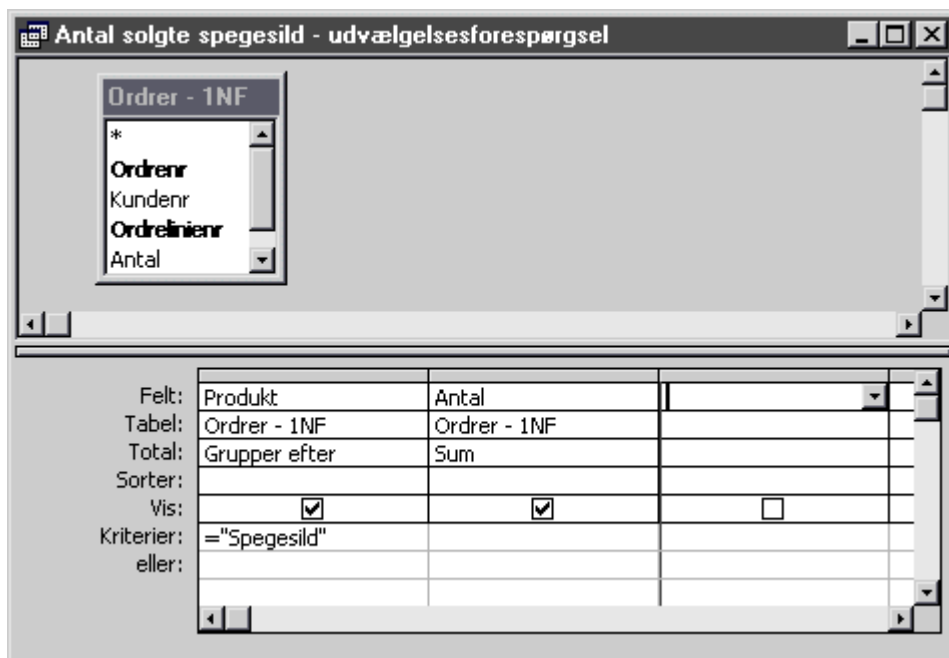 Antal solgte spegesild - udvælgelsesforespørgsel
Ordrer - 1NF
*
Ordrenr
Kundenr
Ordrelinienr
Antal
Felt: Produkt Antal
Tabel: Ordrer - 1NF Ordrer - 1NF
Total: Grupper efter Sum
Sorter:
Vis:
Kriterier: ="Spegesild"
eller: